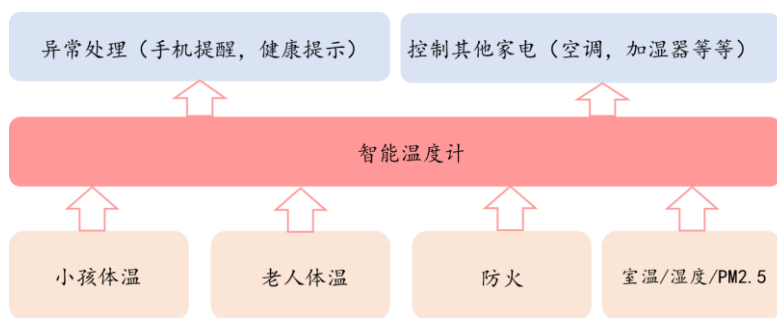 异常处理（手机提醒，健康提示）
控制其他家电（空调，加湿器等等）
智能温度计
小孩体温
老人体温
防火
室温/湿度/PM2.5